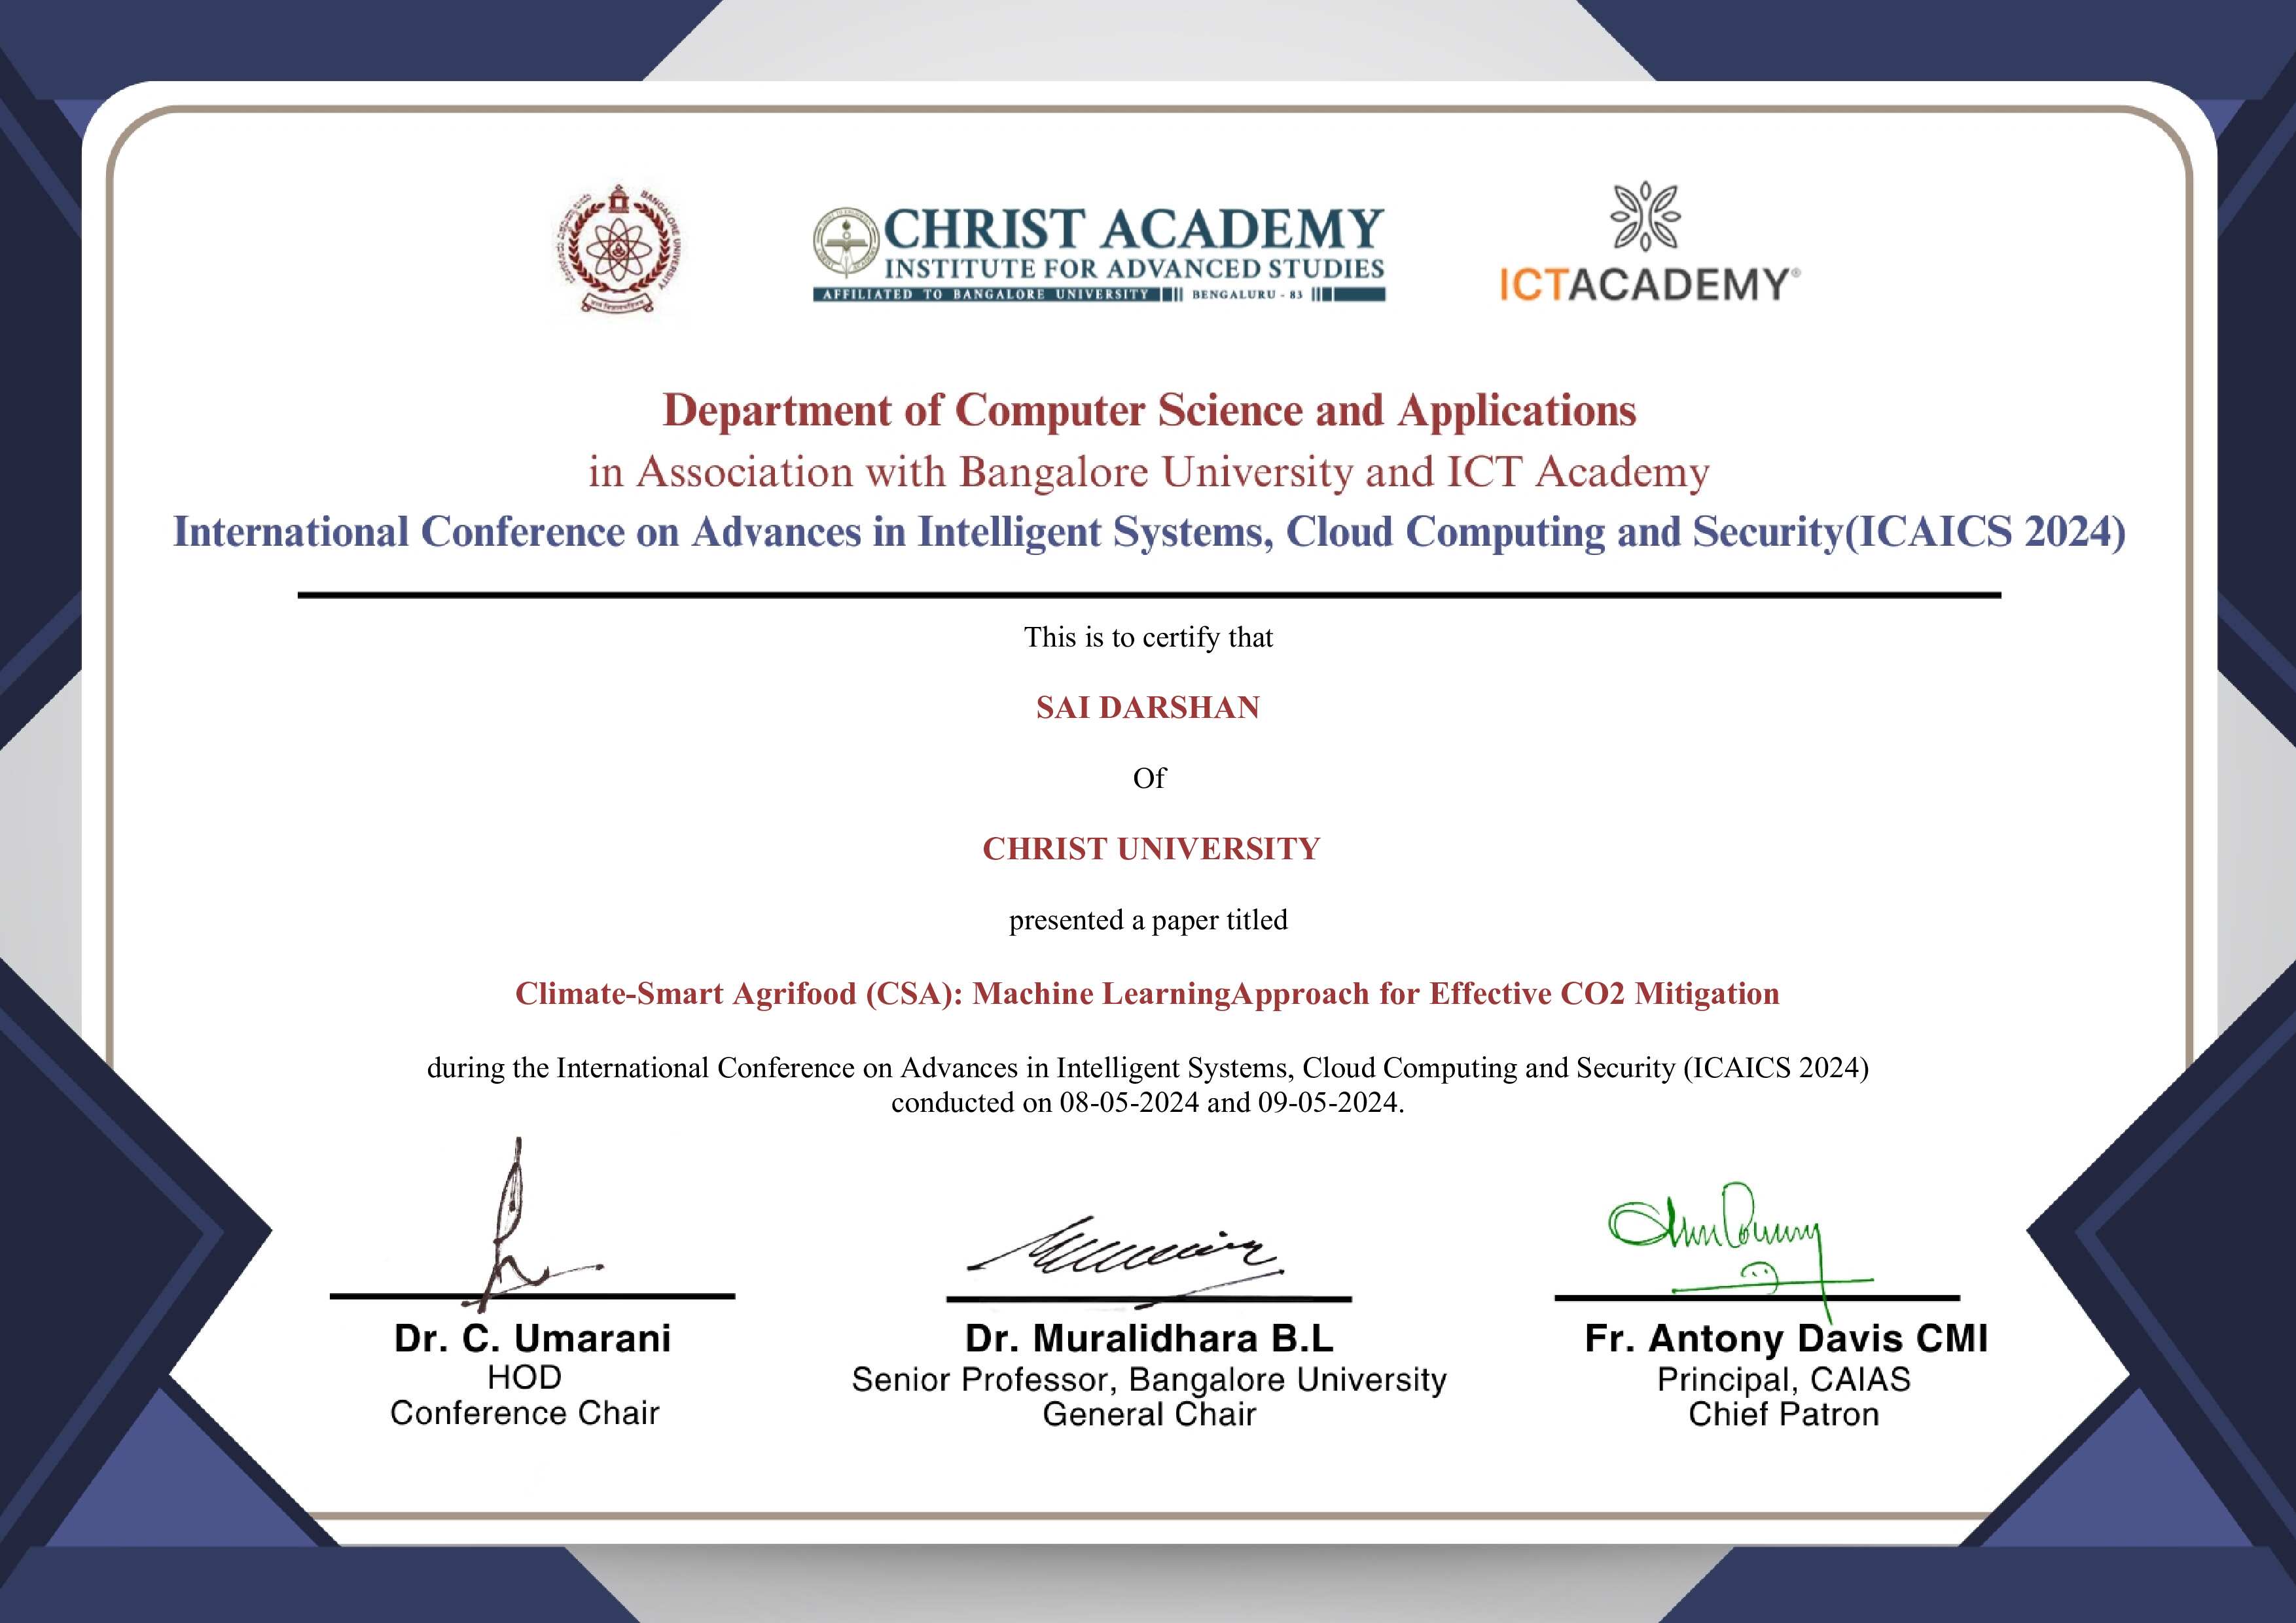 BANGALORE UNIVERSITY
CHRIST ACADEMY
INSTITUTE FOR ADVANCED STUDIES
AFFILIATED TO BANGALORE UNIVERSITY BENGALURU - 83
ICTACADEMY®
Department of Computer Science and Applications
in Association with Bangalore University and ICT Academy
International Conference on Advances in Intelligent Systems, Cloud Computing and Security(ICAICS 2024)
This is to certify that
SAI DARSHAN
Of
CHRIST UNIVERSITY
presented a paper titled
Climate-Smart Agrifood (CSA): Machine LearningApproach for Effective CO2 Mitigation
during the International Conference on Advances in Intelligent Systems, Cloud Computing and Security (ICAICS 2024)
conducted on 08-05-2024 and 09-05-2024.
Dr. C. Umarani
HOD
Conference Chair
Dr. Muralidhara B.L
Senior Professor, Bangalore University
General Chair
Fr. Antony Davis CMI
Principal, CAIAS
Chief Patron